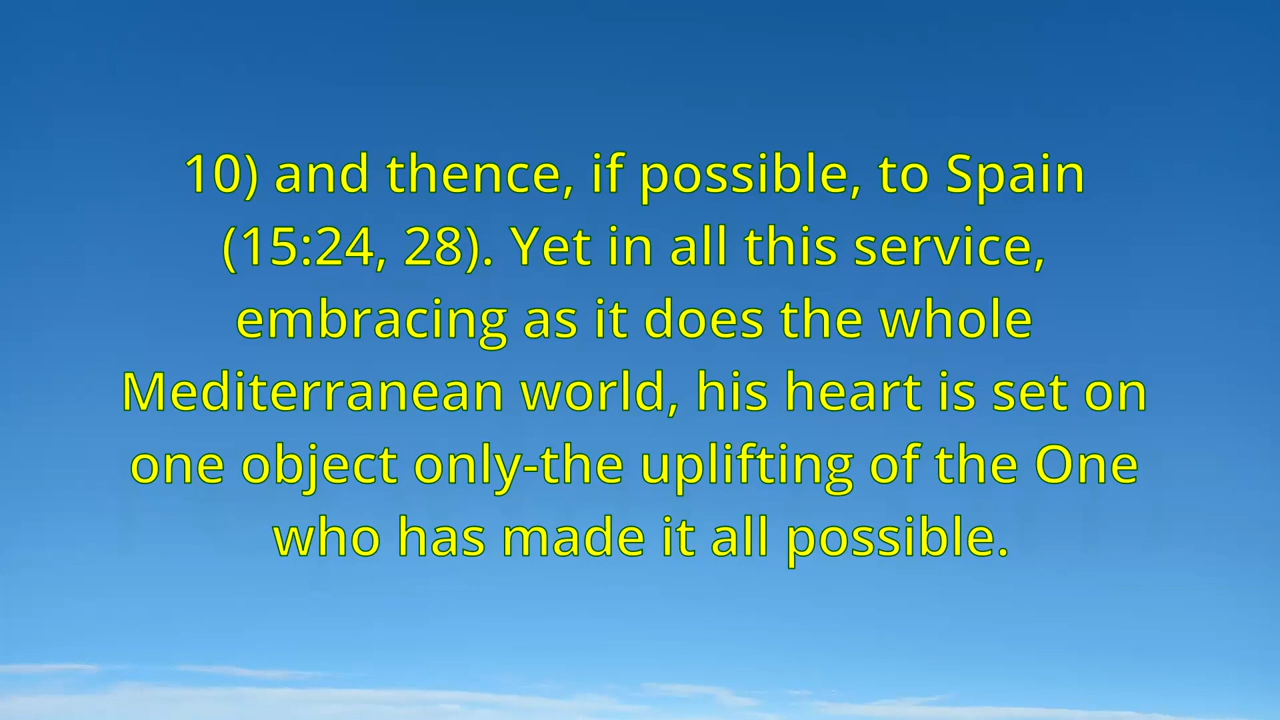 10) and thence, if possible, to Spain
(15:24, 28). Yet in all this service,
embracing as it does the whole
Mediterranean world, his heart is set on
one object only-the uplifting of the One
who has made it all possible.